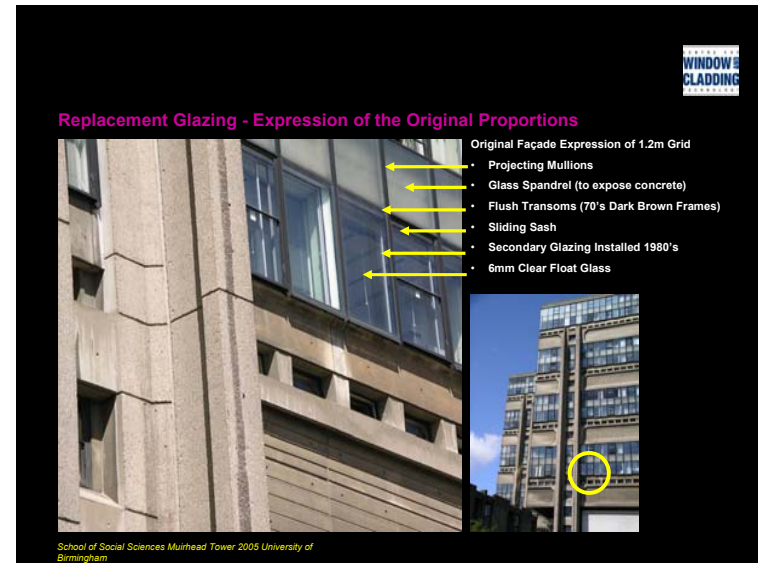 WINDOW &
CLADDING
Replacement Glazing - Expression of the Original Proportions
Original Façade Expression of 1.2m Grid
• Projecting Mullions
• Glass Spandrel (to expose concrete)
• Flush Transoms (70's Dark Brown Frames)
• Sliding Sash
• Secondary Glazing Installed 1980's
• 6mm Clear Float Glass
School of Social Sciences Muirhead Tower 2005 University of
Birmingham